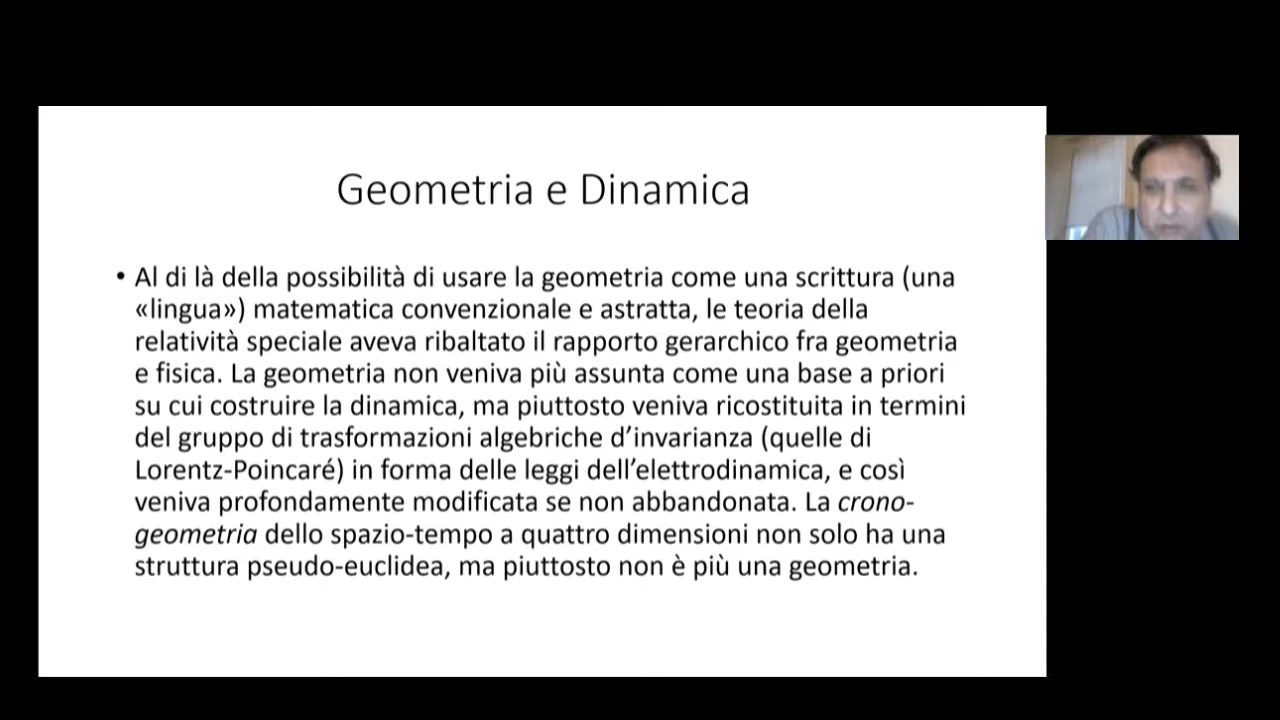 Geometria e Dinamica
• Al di là della possibilità di usare la geometria come una scrittura (una
«lingua») matematica convenzionale e astratta, le teoria della
relatività speciale aveva ribaltato il rapporto gerarchico fra geometria
e fisica. La geometria non veniva più assunta come una base a priori
su cui costruire la dinamica, ma piuttosto veniva ricostituita in termini
del gruppo di trasformazioni algebriche d’invarianza (quelle di
Lorentz-Poincaré) in forma delle leggi dell’elettrodinamica, e così
veniva profondamente modificata se non abbandonata. La crono-
geometria dello spazio-tempo a quattro dimensioni non solo ha una
struttura pseudo-euclidea, ma piuttosto non è più una geometria.